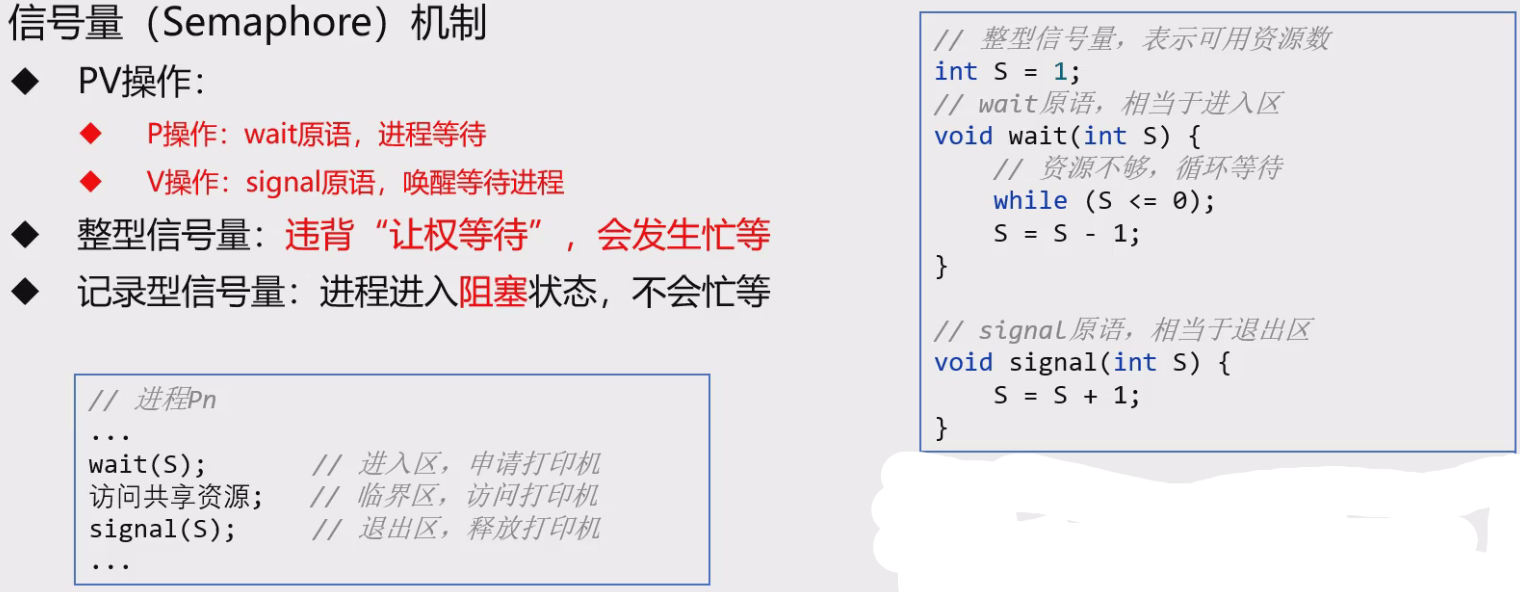 信号量（Semaphore）机制
◆ PV操作：
◆ P操作：wait原语，进程等待
◆ V操作：signal原语，唤醒等待进程
◆ 整型信号量：违背“让权等待”，会发生忙等
◆ 记录型信号量：进程进入阻塞状态，不会忙等
// 进程Pn
...
wait(S); // 进入区，申请打印机
访问共享资源; // 临界区，访问打印机
signal(S); // 退出区，释放打印机
...
// 整型信号量，表示可用资源数
int S = 1;
// wait原语，相当于进入区
void wait(int S) {
// 资源不够，循环等待
while (S <= 0);
S = S - 1;
}
// signal原语，相当于退出区
void signal(int S) {
S = S + 1;
}